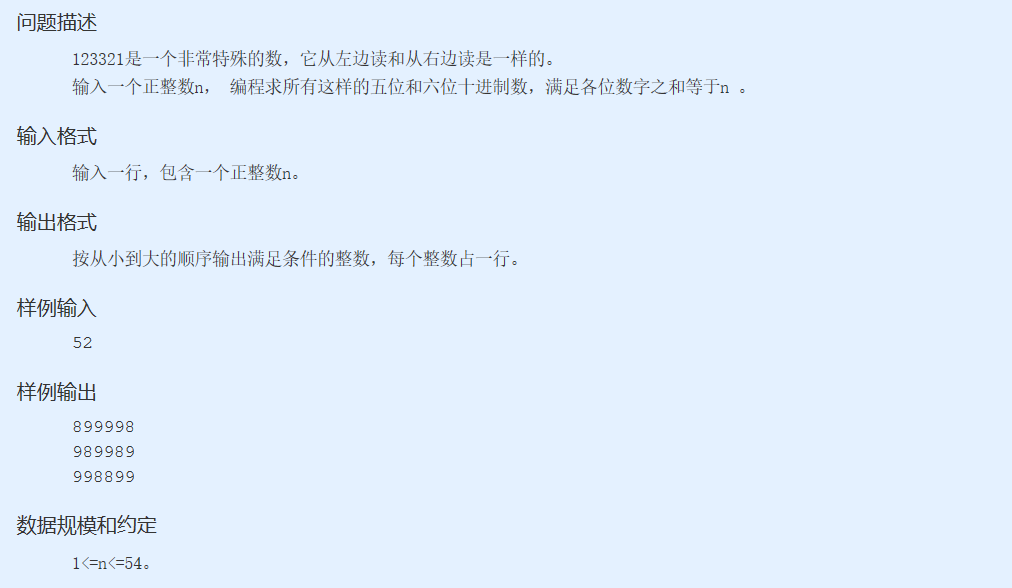 问题描述
123321是一个非常特殊的数，它从左边读和从右边读是一样的。
输入一个正整数n， 编程求所有这样的五位和六位十进制数，满足各位数字之和等于n 。
输入格式
输入一行，包含一个正整数n。
输出格式
按从小到大的顺序输出满足条件的整数，每个整数占一行。
样例输入
52
样例输出
899998
989989
998899
数据规模和约定
1<=n<=54。